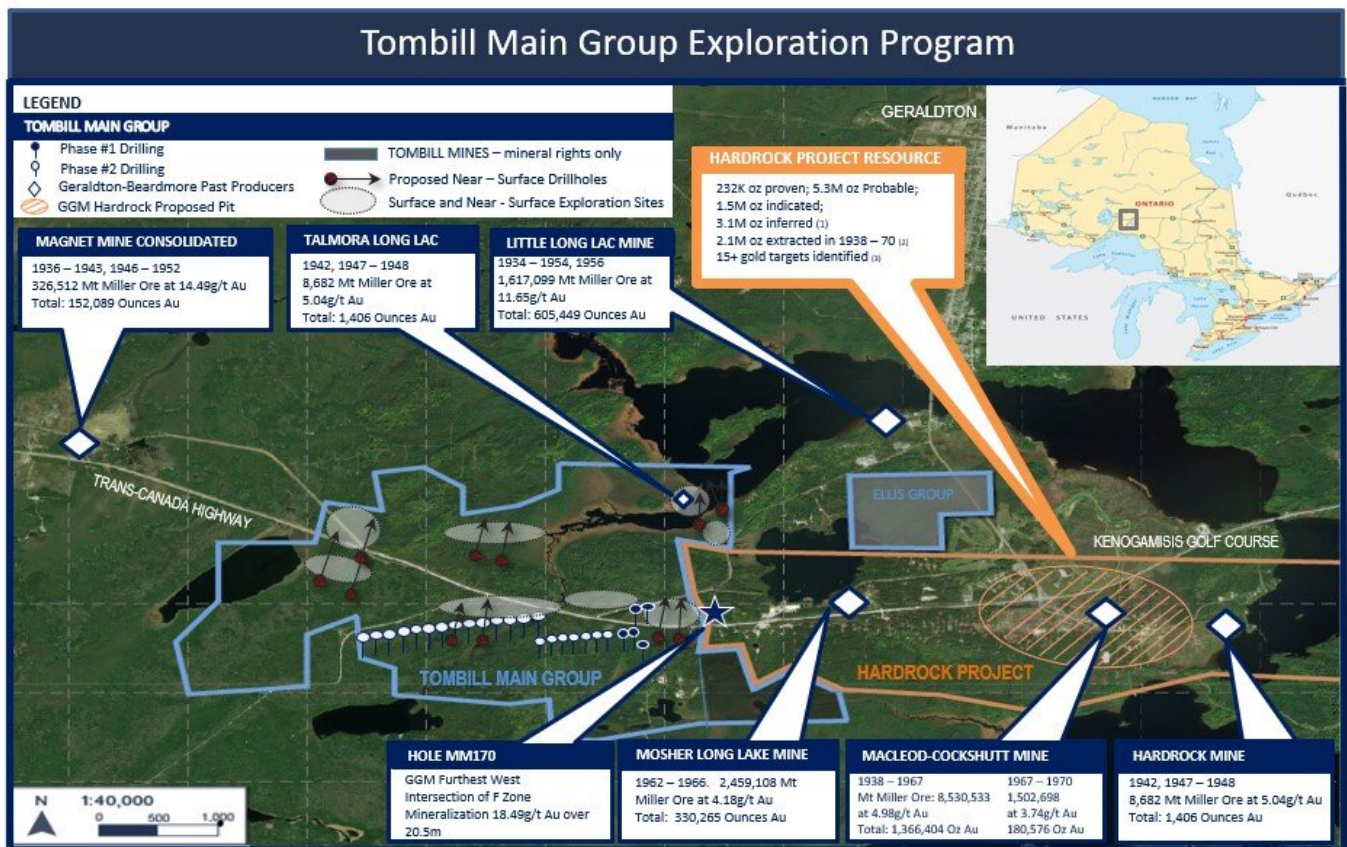 Tombill Main Group Exploration Program
LEGEND
TOMBILL MAIN GROUP
Phase #1 Drilling
Phase #2 Drilling
Geraldton-Beardmore Past Producers
GGM Hardrock Proposed Pit
TOMBILL MINES – mineral rights only
Proposed Near – Surface Drillholes
Surface and Near - Surface Exploration Sites
GERALDTON
HARDROCK PROJECT RESOURCE
232K oz proven; 5.3M oz Probable;
1.5M oz indicated;
3.1M oz inferred (1)
2.1M oz extracted in 1938 – 70 (2)
15+ gold targets identified (3)
Manitoba
ONTARIO
Québec
UNITED STATES
MAGNET MINE CONSOLIDATED
1936 – 1943, 1946 – 1952
326,512 Mt Miller Ore at 14.49g/t Au
Total: 152,089 Ounces Au
TALMORA LONG LAC
1942, 1947 – 1948
8,682 Mt Miller Ore at
5.04g/t Au
Total: 1,406 Ounces Au
LITTLE LONG LAC MINE
1934 – 1954, 1956
1,617,099 Mt Miller Ore at
11.65g/t Au
Total: 605,449 Ounces Au
TRANS-CANADA HIGHWAY
ELLIS GROUP
KENOGAMISIS GOLF COURSE
TOMBILL MAIN GROUP
HARDROCK PROJECT
HOLE MM170
GGM Furthest West
Intersection of F Zone
Mineralization 18.49g/t Au over
20.5m
MOSHER LONG LAKE MINE
1962 – 1966. 2,459,108 Mt
Miller Ore at 4.18g/t Au
Total: 330,265 Ounces Au
MACLEOD-COCKSHUTT MINE
1938 – 1967
Mt Miller Ore: 8,530,533
at 4.98g/t Au
Total: 1,366,404 Oz Au
1967 – 1970
1,502,698
at 3.74g/t Au
180,576 Oz Au
HARDROCK MINE
1942, 1947 – 1948
8,682 Mt Miller Ore at 5.04g/t Au
Total: 1,406 Ounces Au
N
1:40,000
0 500 1,000